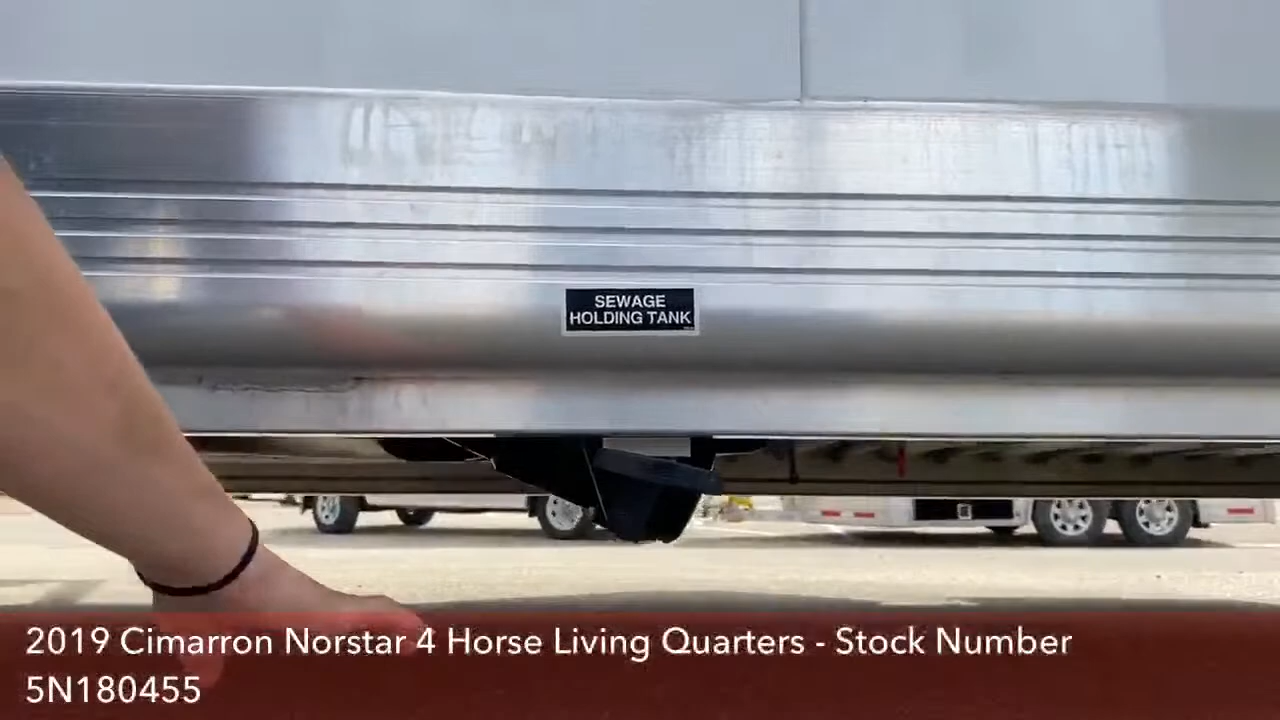 SEWAGE
HOLDING TANK
2019 Cimarron Norstar 4 Horse Living Quarters - Stock Number
5N180455